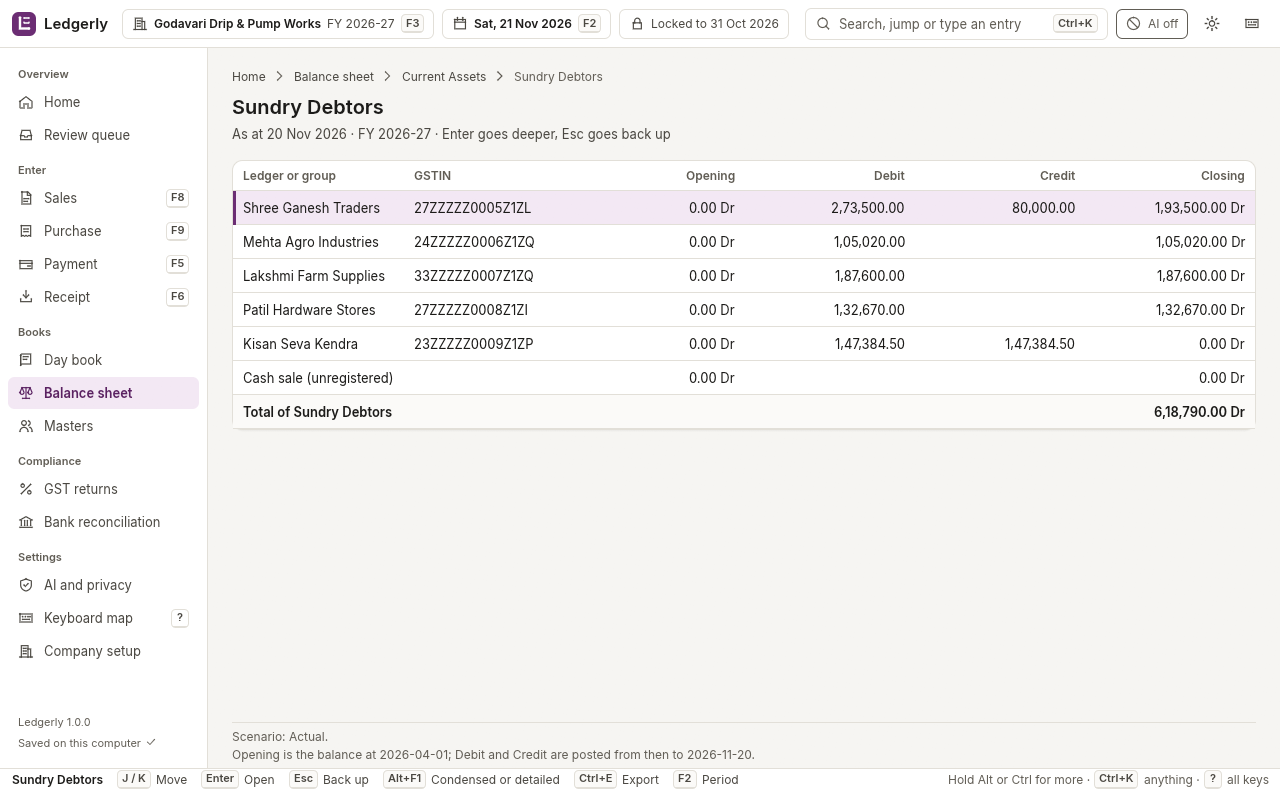 Ledgerly
Godavari Drip & Pump Works FY 2026-27 F3
Sat, 21 Nov 2026 F2
Locked to 31 Oct 2026
Search, jump or type an entry Ctrl+K
AI off
Overview
Home
Review queue
Enter
Sales F8
Purchase F9
Payment F5
Receipt F6
Books
Day book
Balance sheet
Masters
Compliance
GST returns
Bank reconciliation
Settings
AI and privacy
Keyboard map ?
Company setup
Ledgerly 1.0.0
Saved on this computer
Home Balance sheet Current Assets Sundry Debtors
Sundry Debtors
As at 20 Nov 2026 · FY 2026-27 · Enter goes deeper, Esc goes back up
Ledger or group GSTIN Opening Debit Credit Closing
Shree Ganesh Traders 27ZZZZZ0005Z1ZL 0.00 Dr 2,73,500.00 80,000.00 1,93,500.00 Dr
Mehta Agro Industries 24ZZZZZ0006Z1ZQ 0.00 Dr 1,05,020.00 1,05,020.00 Dr
Lakshmi Farm Supplies 33ZZZZZ0007Z1ZQ 0.00 Dr 1,87,600.00 1,87,600.00 Dr
Patil Hardware Stores 27ZZZZZ0008Z1ZI 0.00 Dr 1,32,670.00 1,32,670.00 Dr
Kisan Seva Kendra 23ZZZZZ0009Z1ZP 0.00 Dr 1,47,384.50 1,47,384.50 0.00 Dr
Cash sale (unregistered) 0.00 Dr 0.00 Dr
Total of Sundry Debtors 6,18,790.00 Dr
Scenario: Actual.
Opening is the balance at 2026-04-01; Debit and Credit are posted from then to 2026-11-20.
Sundry Debtors J / K Move Enter Open Esc Back up Alt+F1 Condensed or detailed Ctrl+E Export F2 Period Hold Alt or Ctrl for more · Ctrl+K anything · ? all keys